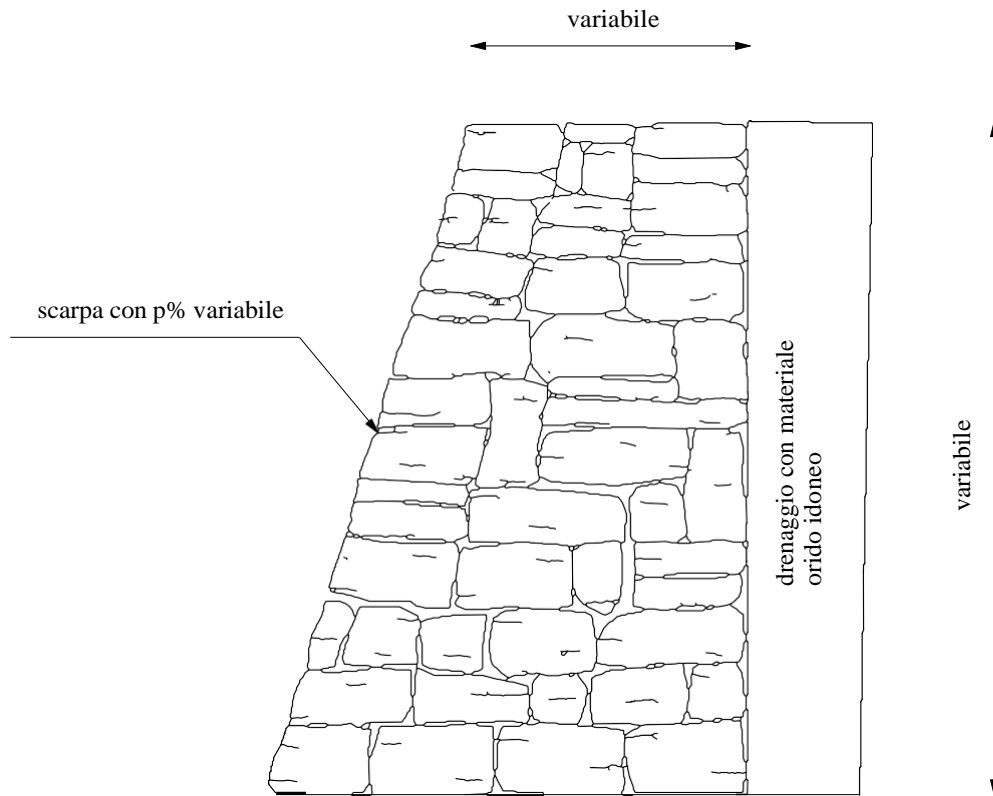 variabile
scarpa con p% variabile
drenaggio con materiale
orido idoneo
variabile